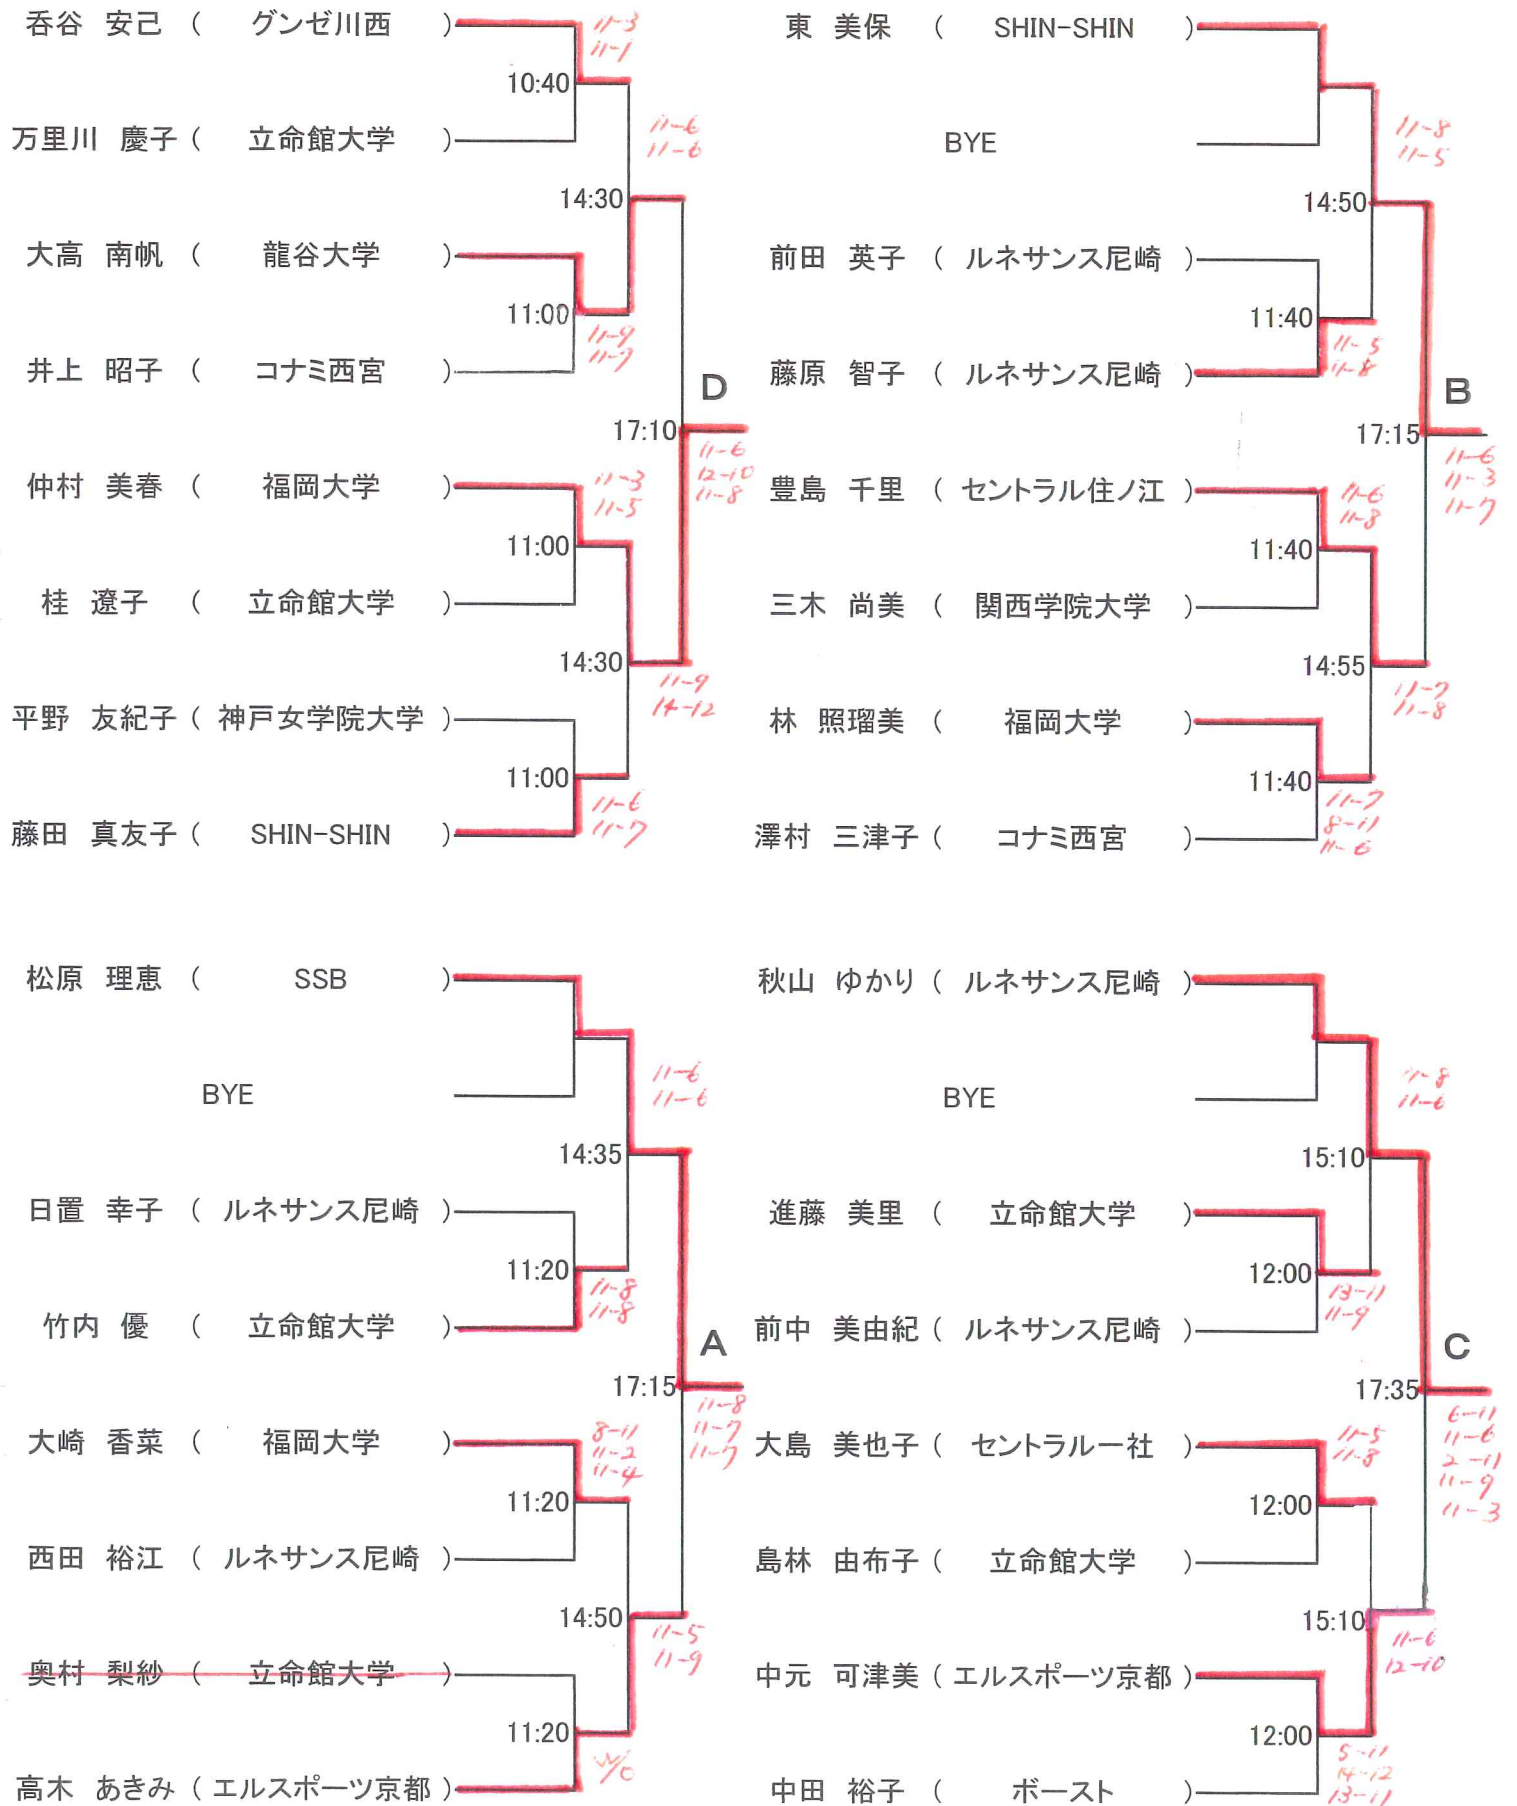 呑谷 安己 ( グンゼ川西 )
11-3
11-1
10:40
万里川 慶子 ( 立命館大学 )
11-6
11-6
14:30
大高 南帆 ( 龍谷大学 )
11:00
11-9
11-7
井上 昭子 ( コナミ西宮 )
D
17:10
11-6
12-10
11-8
仲村 美春 ( 福岡大学 )
11-3
11-5
11:00
桂 遼子 ( 立命館大学 )
14:30
11-9
14-12
平野 友紀子 ( 神戸女学院大学 )
11:00
11-6
11-7
藤田 真友子 ( SHIN-SHIN )
東 美保 ( SHIN-SHIN )
BYE
11-8
11-5
14:50
前田 英子 ( ルネサンス尼崎 )
11:40
11-5
11-8
藤原 智子 ( ルネサンス尼崎 )
B
17:15
11-6
11-3
11-7
豊島 千里 ( セントラル住ノ江 )
11-6
11-8
11:40
三木 尚美 ( 関西学院大学 )
14:55
11-7
11-8
林 照瑠美 ( 福岡大学 )
11:40
11-7
8-11
11-6
澤村 三津子 ( コナミ西宮 )
松原 理恵 ( SSB )
BYE
11-6
11-6
14:35
日置 幸子 ( ルネサンス尼崎 )
11:20
11-8
11-8
竹内 優 ( 立命館大学 )
A
17:15
11-8
11-7
11-7
大崎 香菜 ( 福岡大学 )
8-11
11-2
11-4
11:20
西田 裕江 ( ルネサンス尼崎 )
14:50
11-5
11-9
奥村 梨紗 ( 立命館大学 )
11:20
W/O
高木 あきみ ( エルスポーツ京都 )
秋山 ゆかり ( ルネサンス尼崎 )
BYE
11-8
11-6
15:10
進藤 美里 ( 立命館大学 )
12:00
13-11
11-9
前中 美由紀 ( ルネサンス尼崎 )
C
17:35
6-11
11-6
2-11
11-9
11-3
大島 美也子 ( セントラル一社 )
11-5
11-8
12:00
島林 由布子 ( 立命館大学 )
15:10
11-6
12-10
中元 可津美 ( エルスポーツ京都 )
12:00
5-11
14-12
13-11
中田 裕子 ( ボースト )